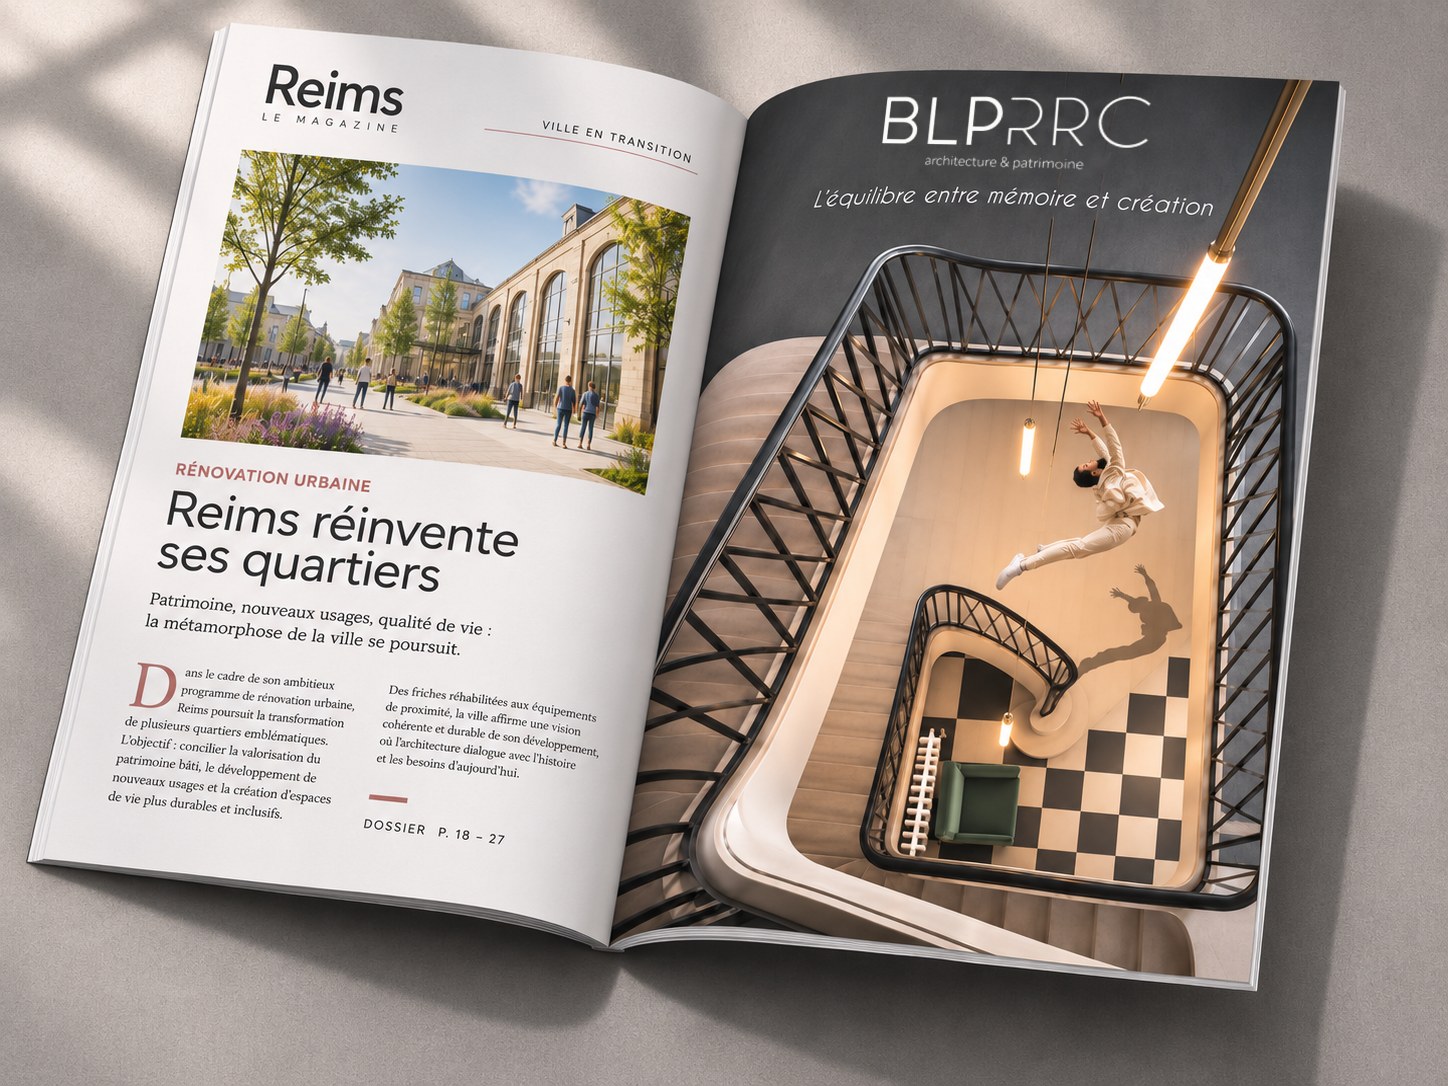 Reims
LE MAGAZINE
VILLE EN TRANSITION
RÉNOVATION URBAINE
Reims réinvente
ses quartiers
Patrimoine, nouveaux usages, qualité de vie :
la métamorphose de la ville se poursuit.
Dans le cadre de son ambitieux
programme de rénovation urbaine,
Reims poursuit la transformation
de plusieurs quartiers emblématiques.
L'objectif : concilier la valorisation du
patrimoine bâti, le développement de
nouveaux usages et la création d'espaces
de vie plus durables et inclusifs.
Des friches réhabilitées aux équipements
de proximité, la ville affirme une vision
cohérente et durable de son développement,
où l'architecture dialogue avec l'histoire
et les besoins d'aujourd'hui.
DOSSIER P. 18 – 27
BLPRRC
architecture & patrimoine
L'équilibre entre mémoire et création